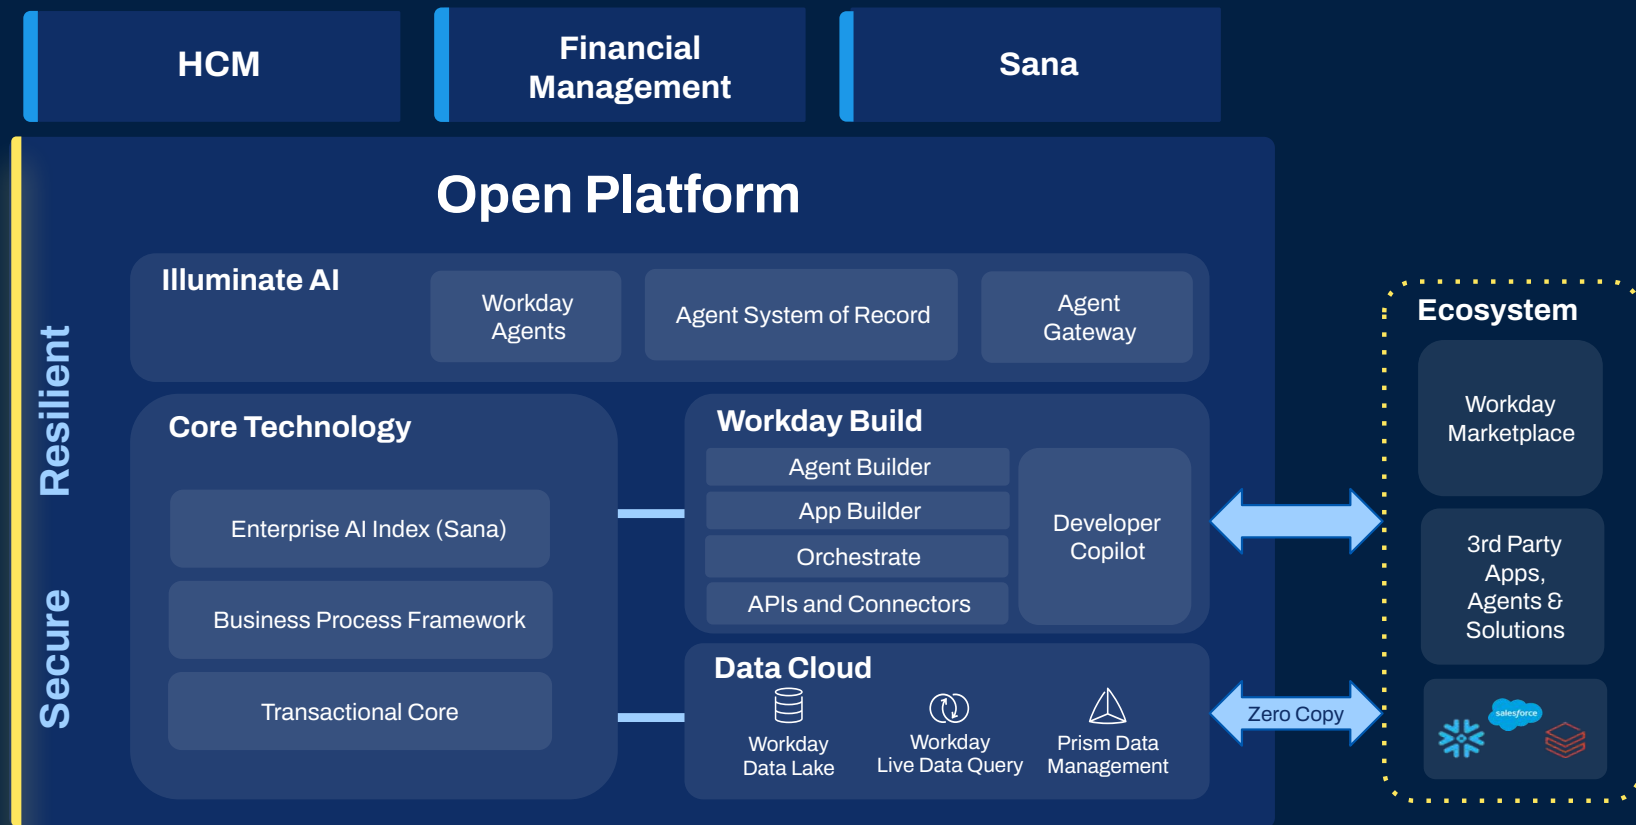 HCM
Financial
Management
Sana
Open Platform
Resilient
Secure
Illuminate AI
Workday
Agents
Agent System of Record
Agent
Gateway
Core Technology
Enterprise AI Index (Sana)
Business Process Framework
Transactional Core
Workday Build
Agent Builder
App Builder
Orchestrate
APIs and Connectors
Developer
Copilot
Data Cloud
Workday
Data Lake
Workday
Live Data Query
Prism Data
Management
Zero Copy
Ecosystem
Workday
Marketplace
3rd Party
Apps,
Agents &
Solutions
salesforce